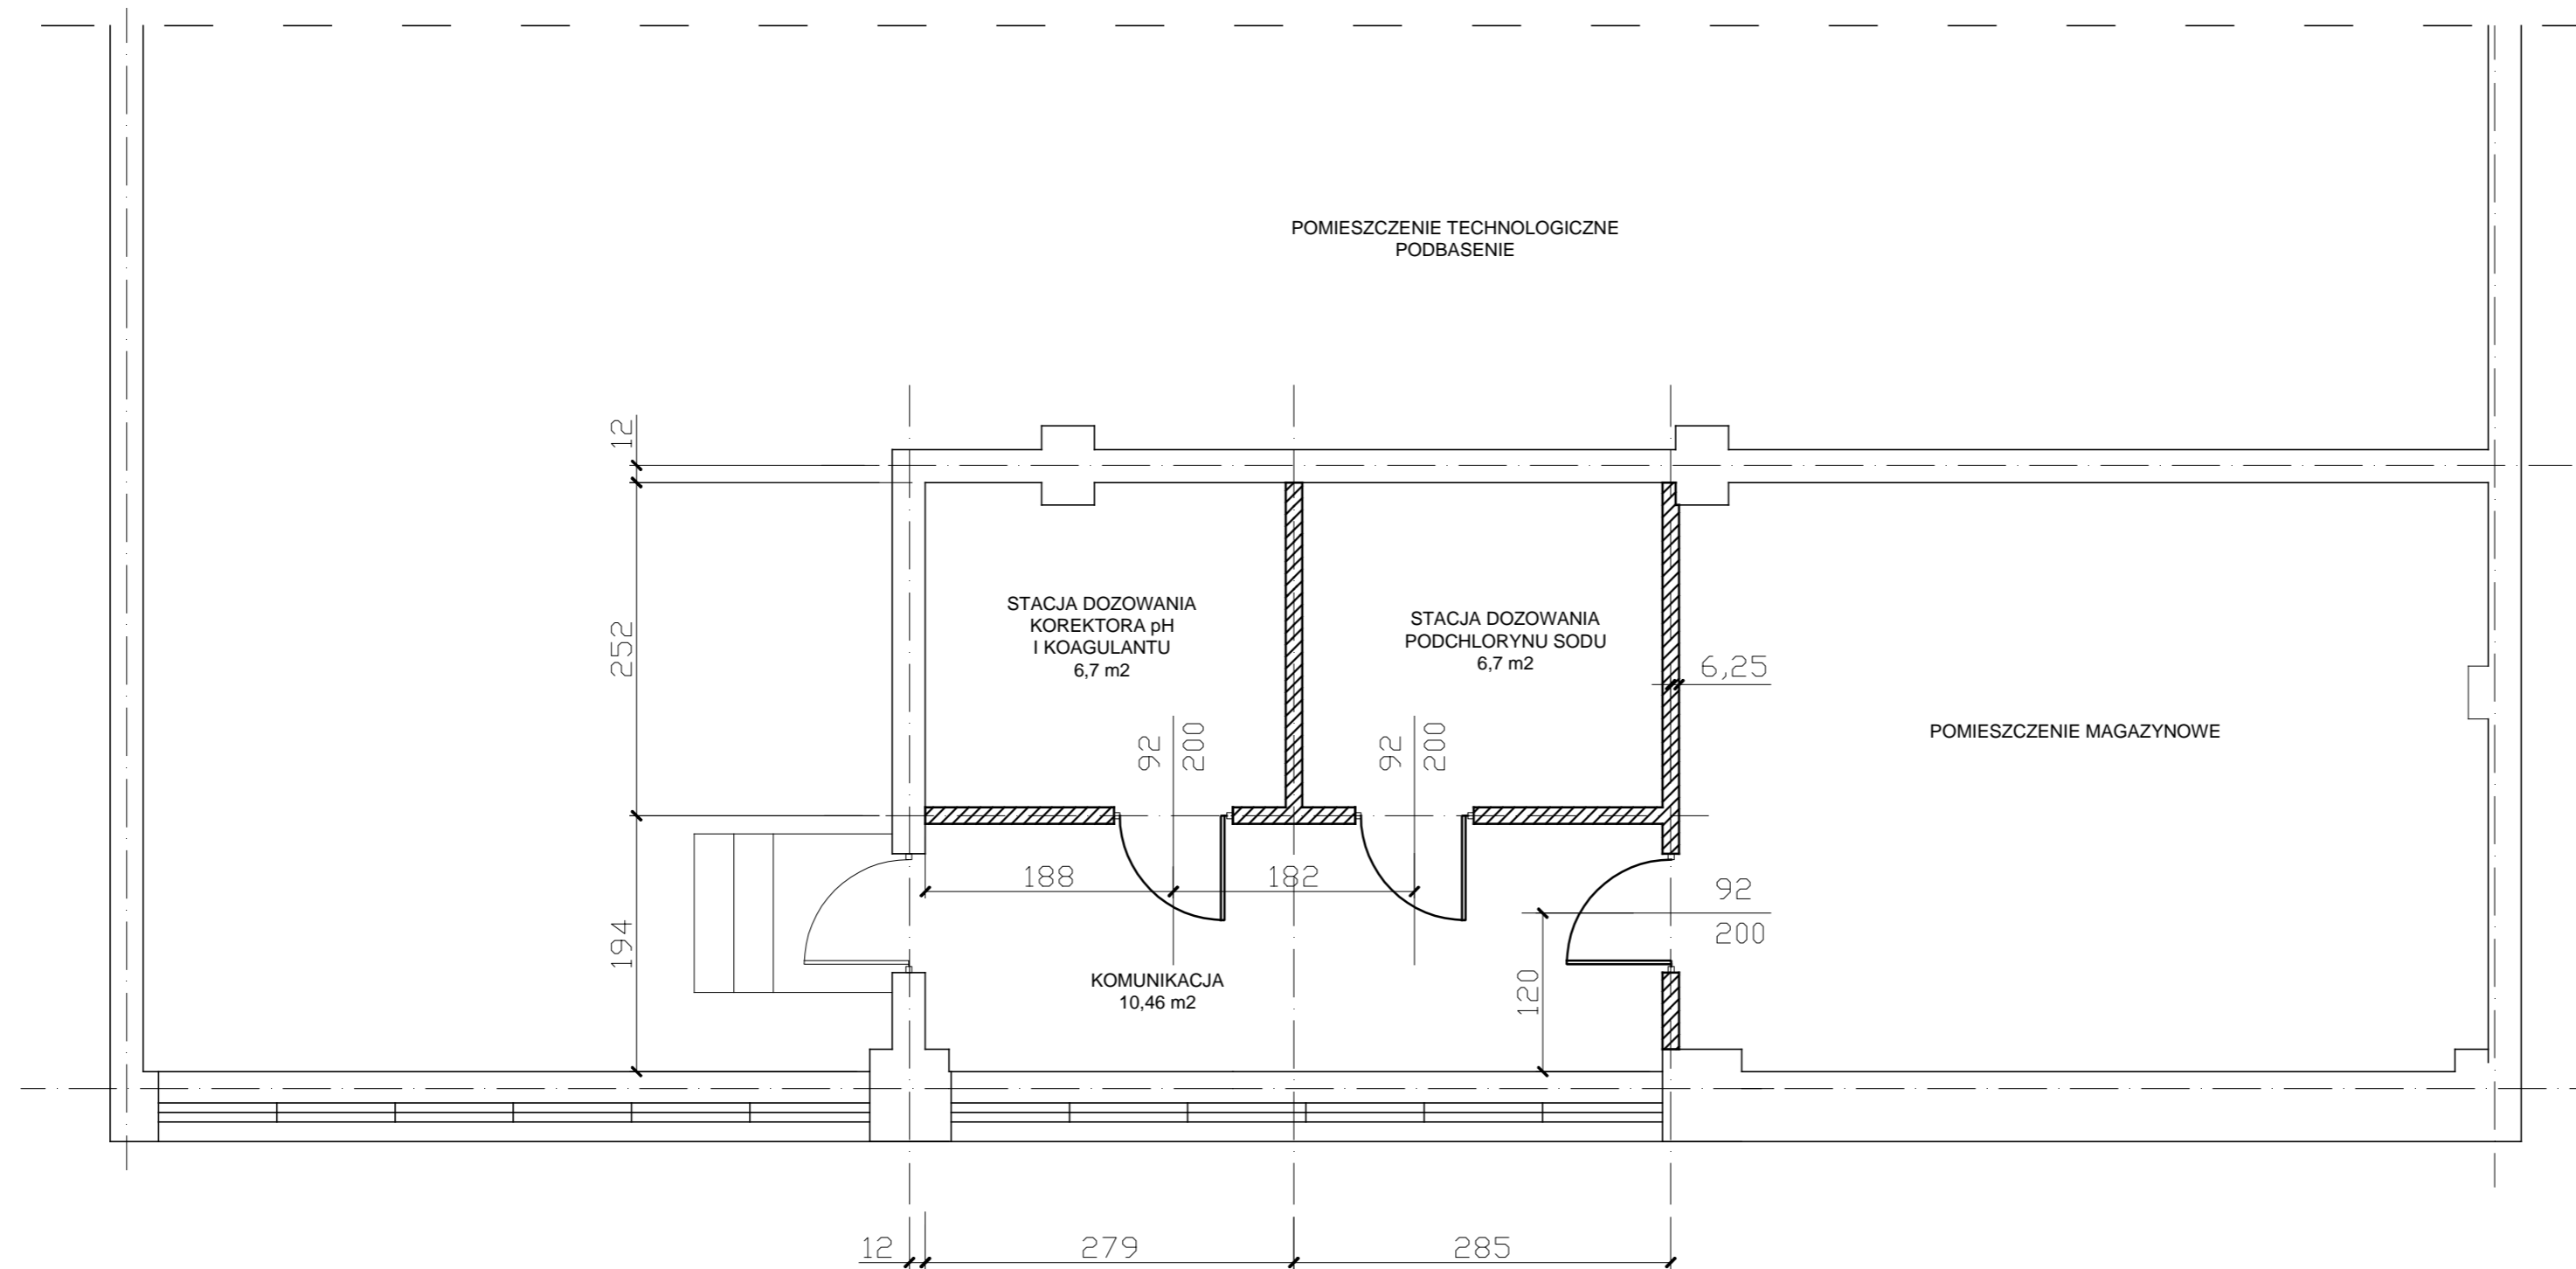 POMIESZCZENIE TECHNOLOGICZNE
PODBASENIE
12
252
194
STACJA DOZOWANIA
KOREKTORA pH
I KOAGULANTU
6,7 m2
STACJA DOZOWANIA
PODCHLORYNU SODU
6,7 m2
6,25
POMIESZCZENIE MAGAZYNOWE
92
200
92
200
188
182
92
200
120
KOMUNIKACJA
10,46 m2
12
279
285